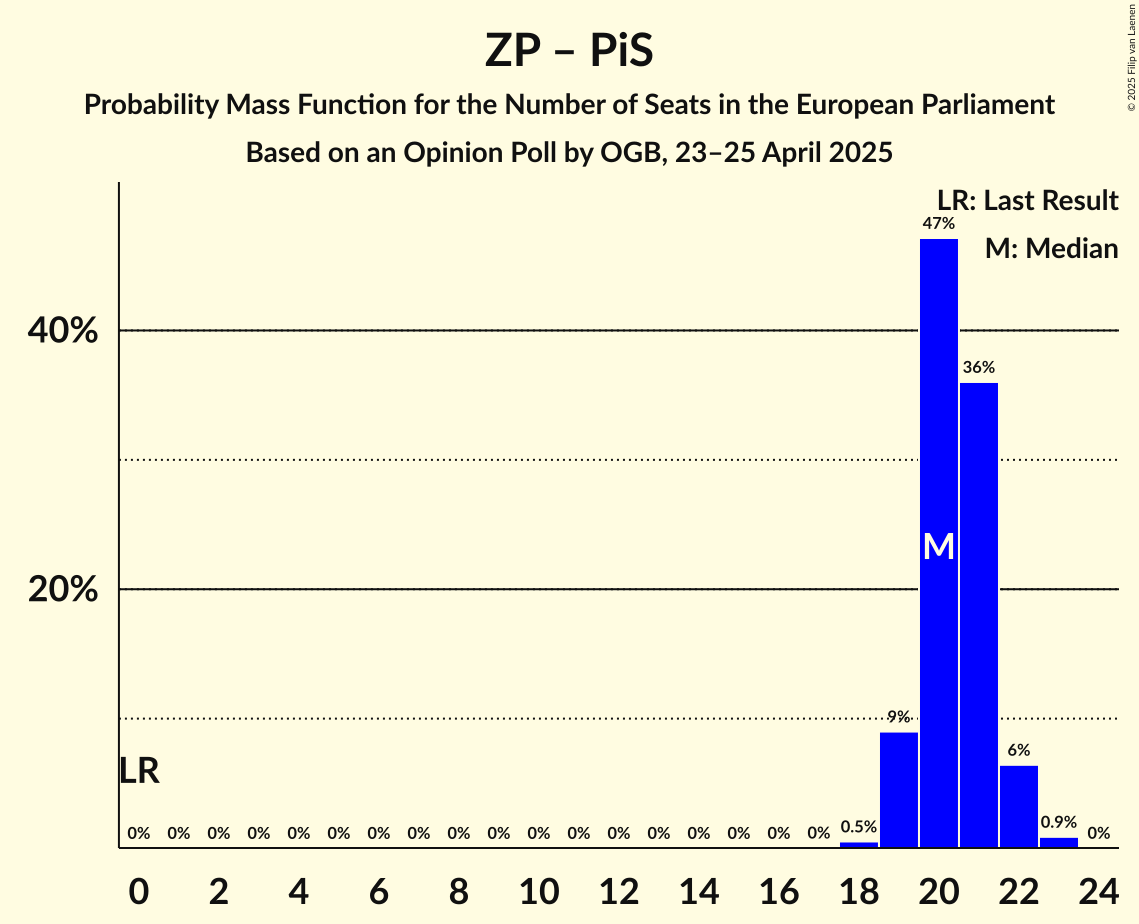 © 2025 Filip van Laenen
ZP – PiS
Probability Mass Function for the Number of Seats in the European Parliament
Based on an Opinion Poll by OGB, 23–25 April 2025
LR: Last Result
M: Median
47%
40%
36%
M
20%
9%
6%
LR
0% 0% 0% 0% 0% 0% 0% 0% 0% 0% 0% 0% 0% 0% 0% 0% 0% 0% 0.5% 0.9% 0%
0 2 4 6 8 10 12 14 16 18 20 22 24